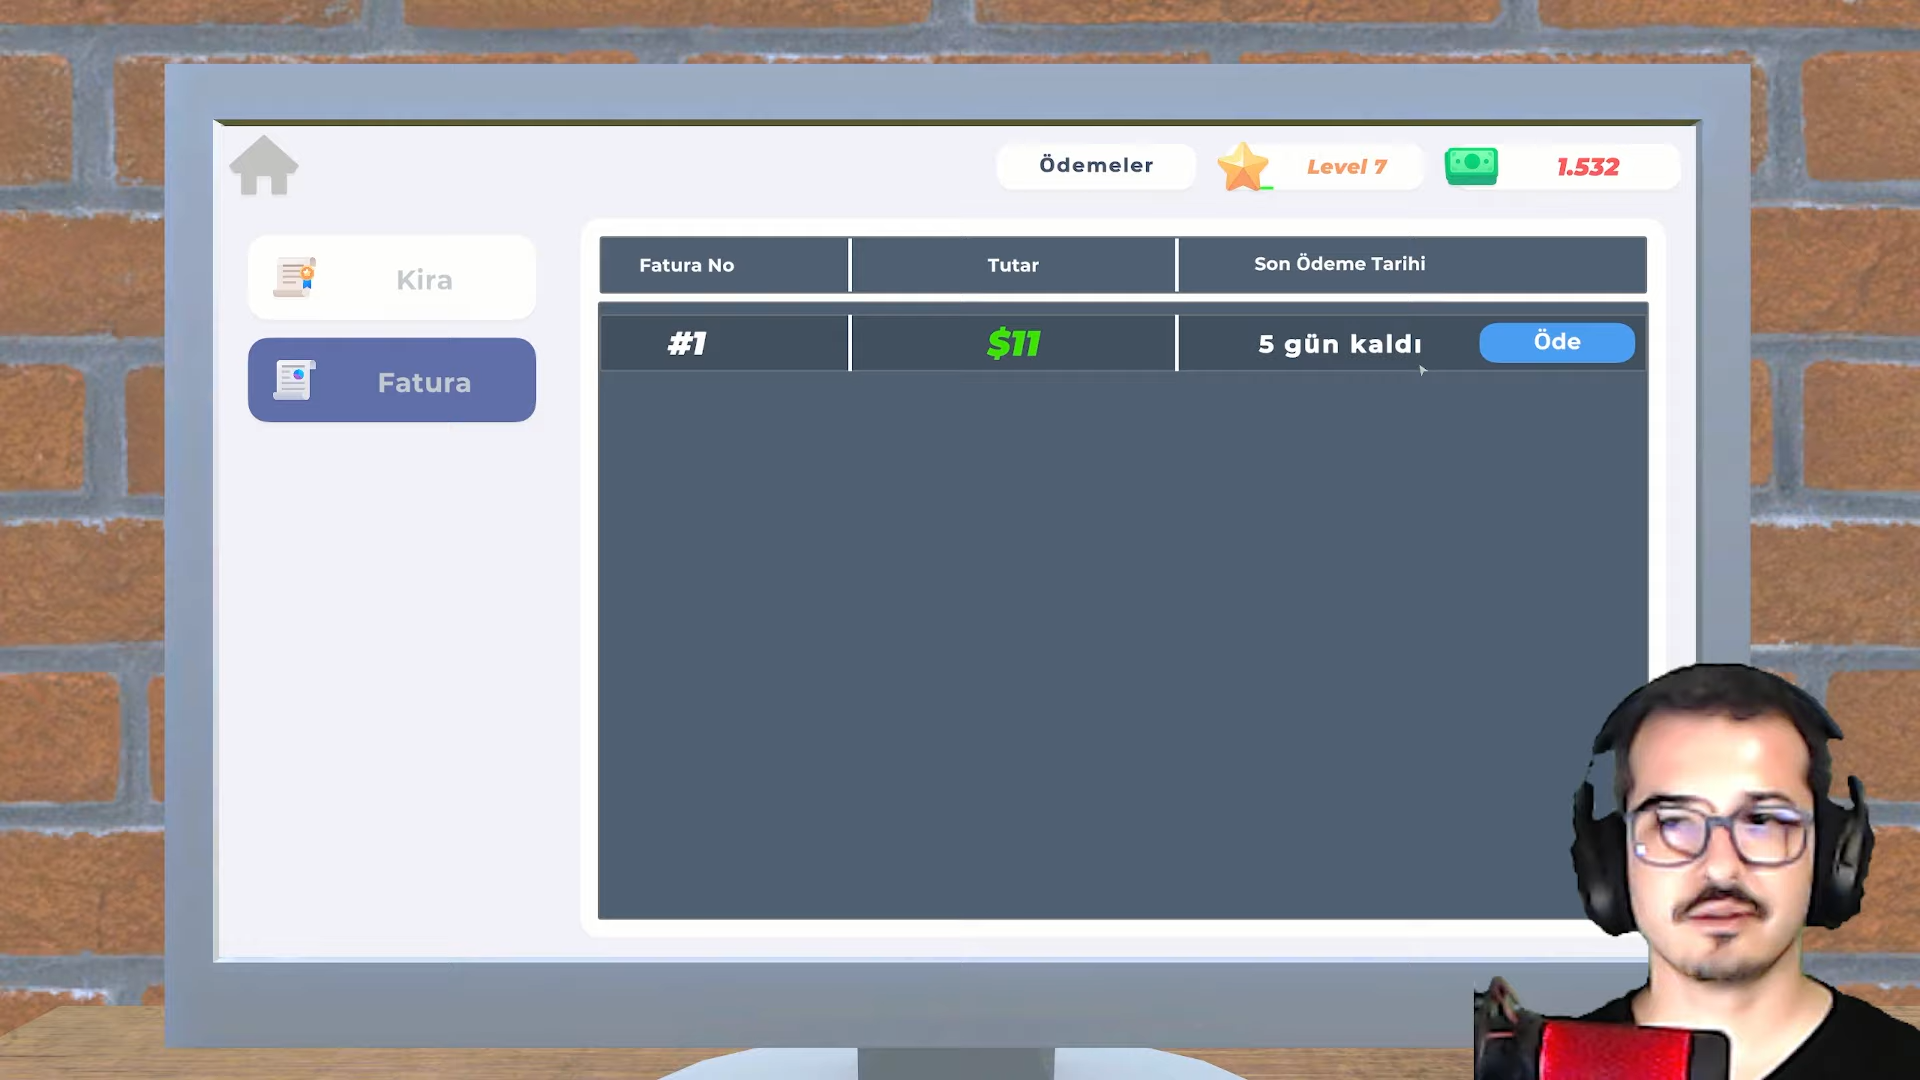 Ödemeler
Level 7
1.532
Kira
Fatura
Fatura No
Tutar
Son Ödeme Tarihi
#1
$11
5 gün kaldı
Öde